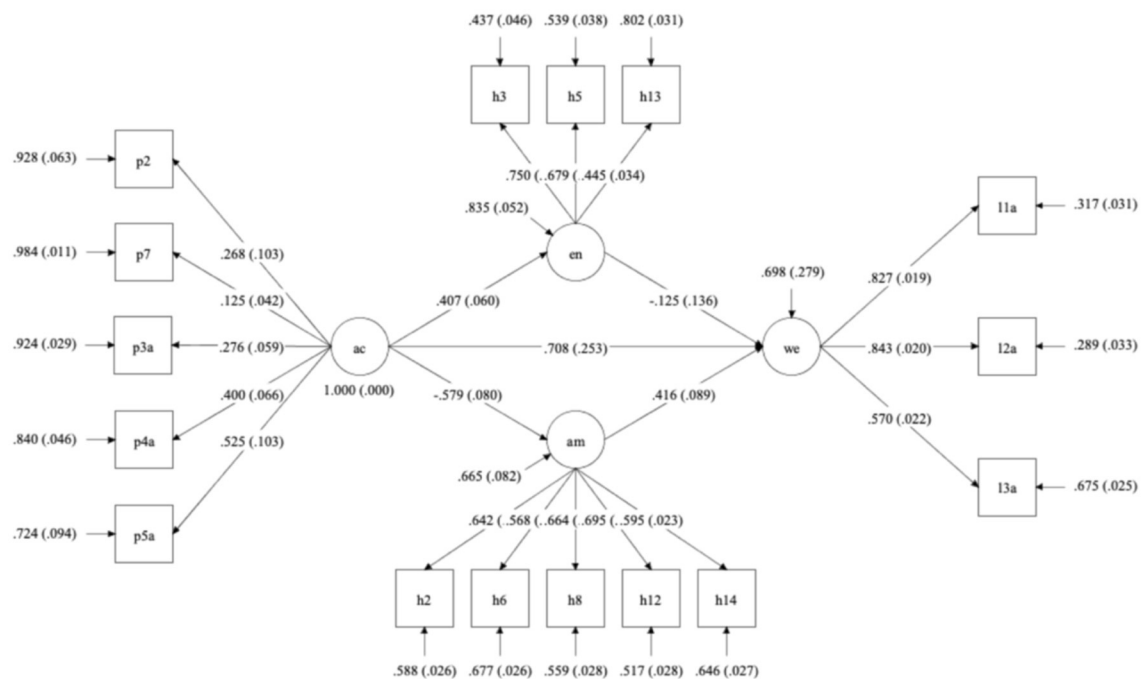 .437 (.046) .539 (.038) .802 (.031)
h3 h5 h13
.928 (.063) p2
.750 (. .679 (. .445 (.034)
l1a .317 (.031)
.835 (.052)
.984 (.011) p7
.268 (.103)
en
.698 (.279)
.827 (.019)
.125 (.042)
.407 (.060)
-.125 (.136)
.924 (.029) p3a
.276 (.059)
ac
.708 (.253)
we
.843 (.020)
l2a
.289 (.033)
1.000 (.000)
.400 (.066)
-.579 (.080)
.416 (.089)
.570 (.022)
.840 (.046) p4a
.525 (.103)
am
.665 (.082)
l3a .675 (.025)
.724 (.094) p5a
.642 (. .568 (. .664 (. .695 (. .595 (.023)
h2 h6 h8 h12 h14
.588 (.026) .677 (.026) .559 (.028) .517 (.028) .646 (.027)